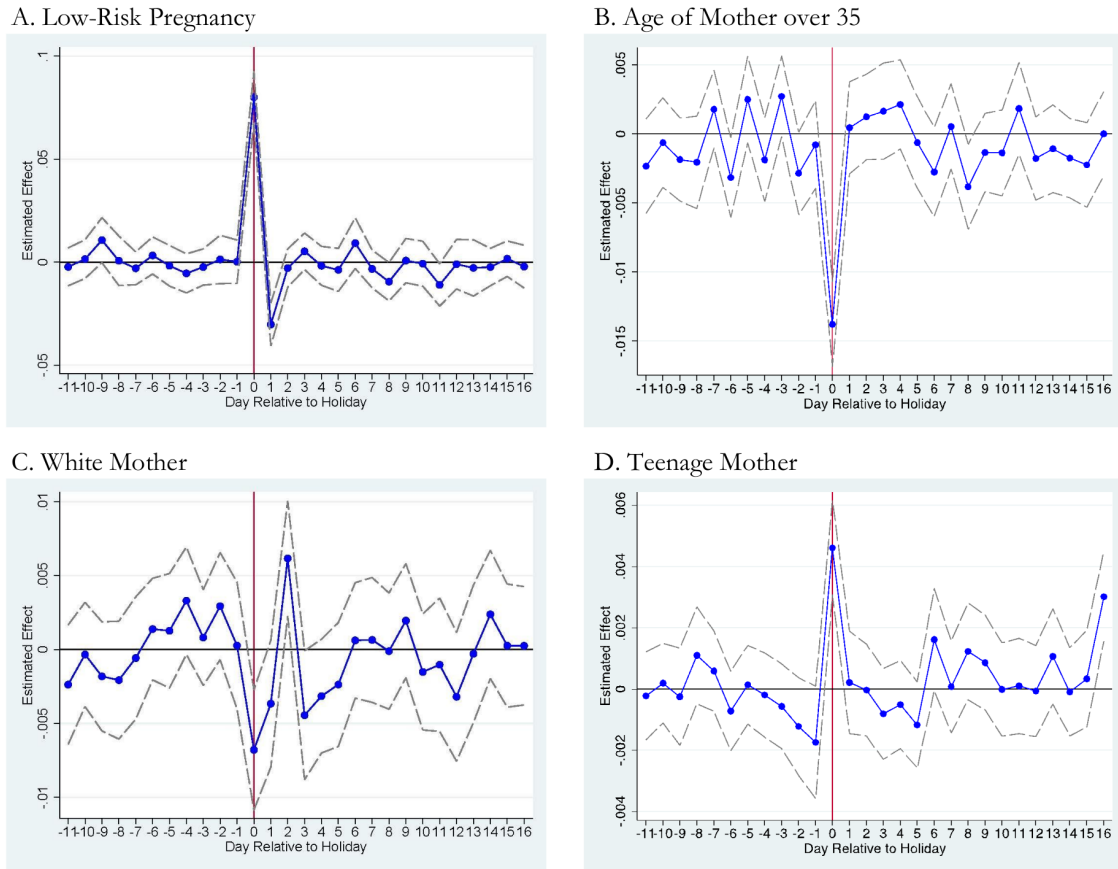 A. Low-Risk Pregnancy
.1
.05
0
-.05
Estimated Effect
-11 -10 -9 -8 -7 -6 -5 -4 -3 -2 -1 0 1 2 3 4 5 6 7 8 9 10 11 12 13 14 15 16
Day Relative to Holiday
B. Age of Mother over 35
.005
0
-.005
-.01
-.015
Estimated Effect
-11 -10 -9 -8 -7 -6 -5 -4 -3 -2 -1 0 1 2 3 4 5 6 7 8 9 10 11 12 13 14 15 16
Day Relative to Holiday
C. White Mother
.01
.005
0
-.005
-.01
Estimated Effect
-11 -10 -9 -8 -7 -6 -5 -4 -3 -2 -1 0 1 2 3 4 5 6 7 8 9 10 11 12 13 14 15 16
Day Relative to Holiday
D. Teenage Mother
.006
.004
.002
0
-.002
-.004
Estimated Effect
-11 -10 -9 -8 -7 -6 -5 -4 -3 -2 -1 0 1 2 3 4 5 6 7 8 9 10 11 12 13 14 15 16
Day Relative to Holiday